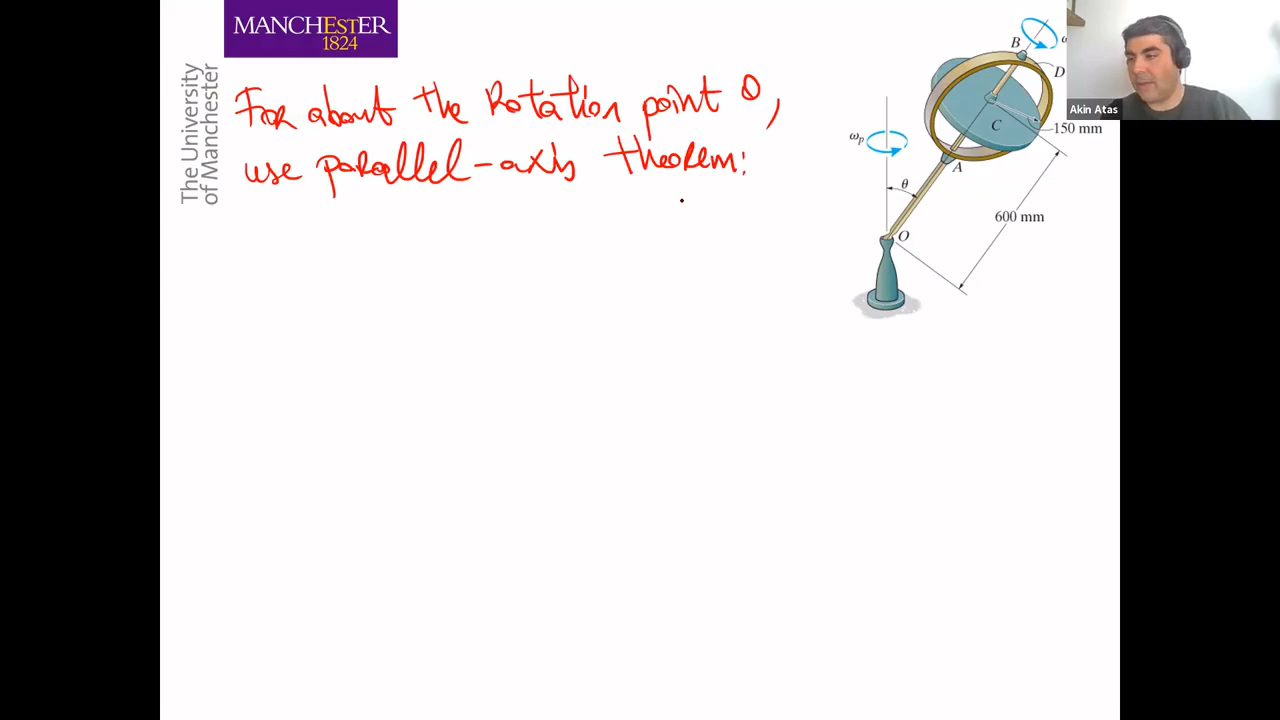 MANCHESTER
1824
The University
of Manchester
For about the Rotation point O,
use parallel-axis theorem:
B
ω
D
Akin Atas
C
150 mm
ωp
A
θ
600 mm
O